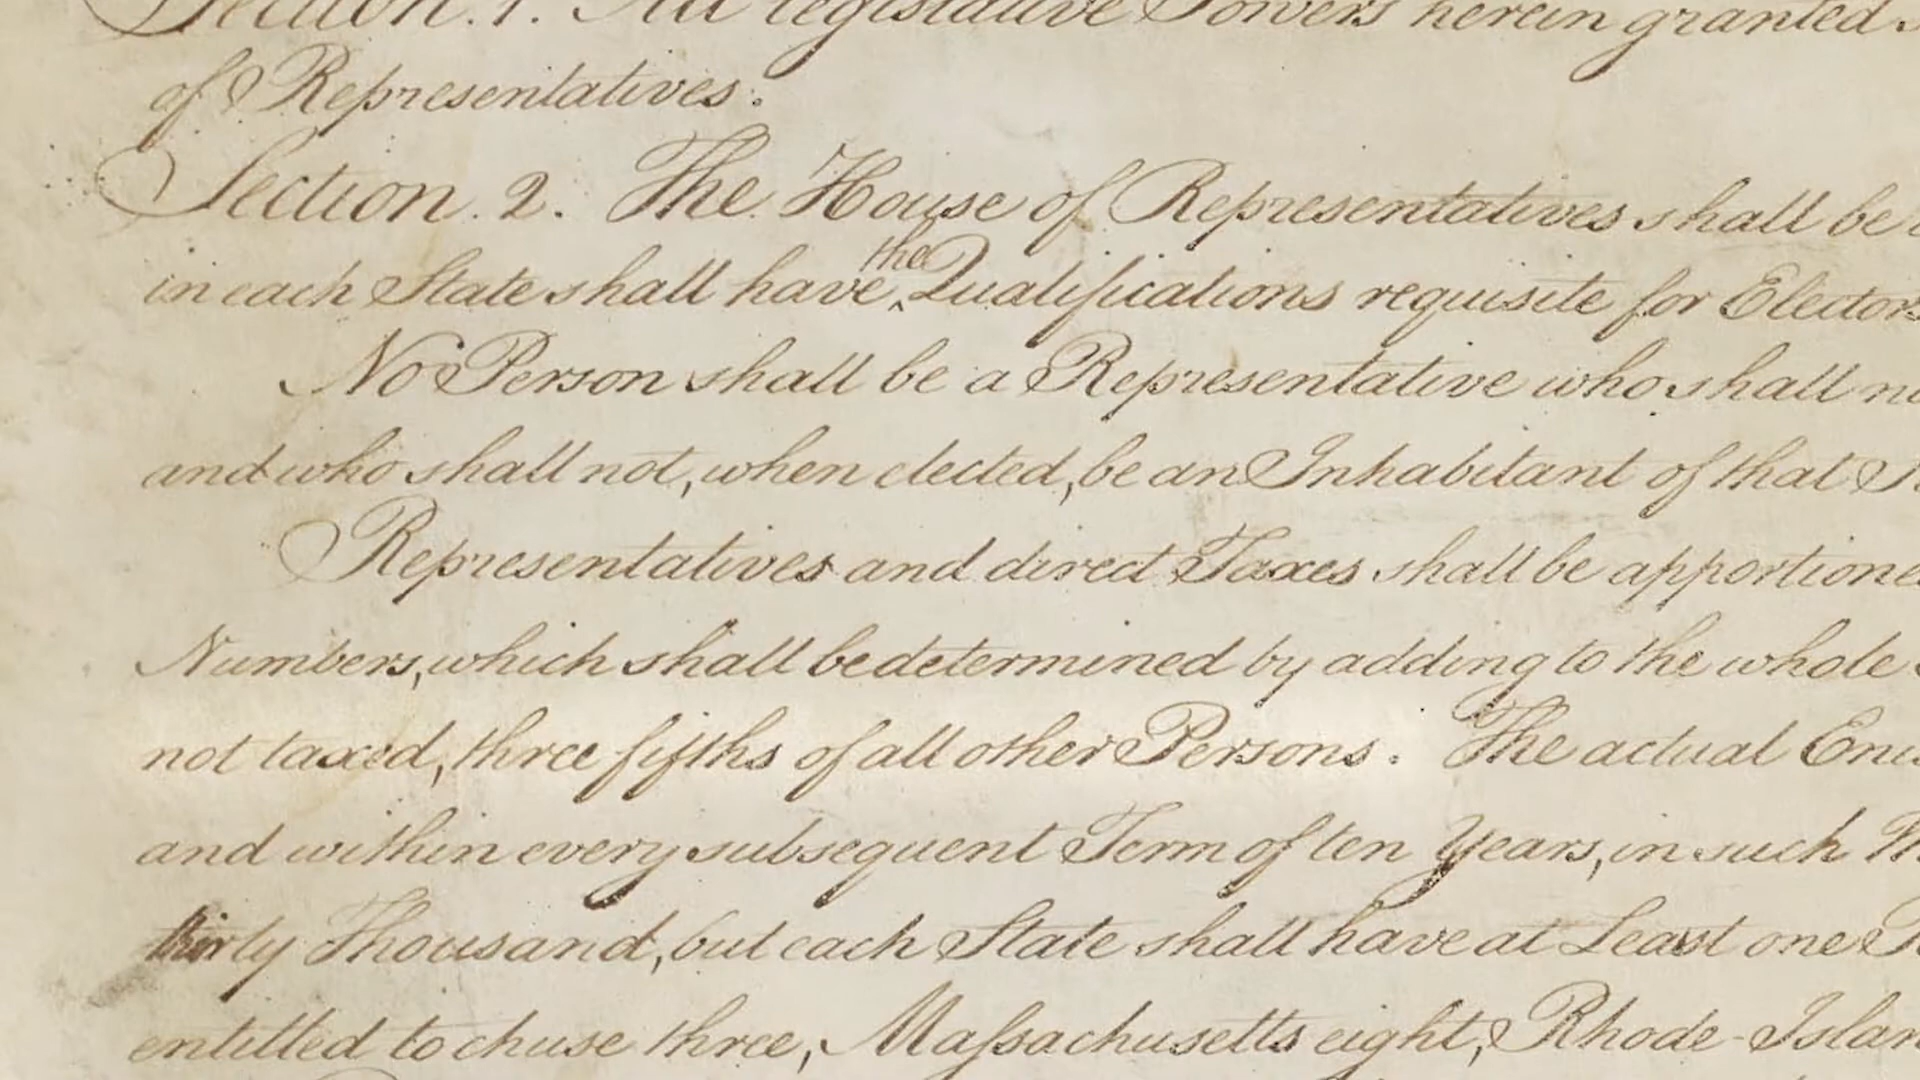 Section. 1. All legislative Powers herein granted
of Representatives.
Section. 2. The House of Representatives shall be
the
in each State shall have ^ Qualifications requisite for Electors
No Person shall be a Representative who shall
and who shall not, when elected, be an Inhabitant of that
Representatives and direct Taxes shall be apportione
Numbers, which shall be determined by adding to the whole
not taxed, three fifths of all other Persons. The actual Enu
and within every subsequent Term of ten Years, in such
thirty Thousand, but each State shall have at Least one
entitled to chuse three, Massachusetts eight, Rhode-Islan